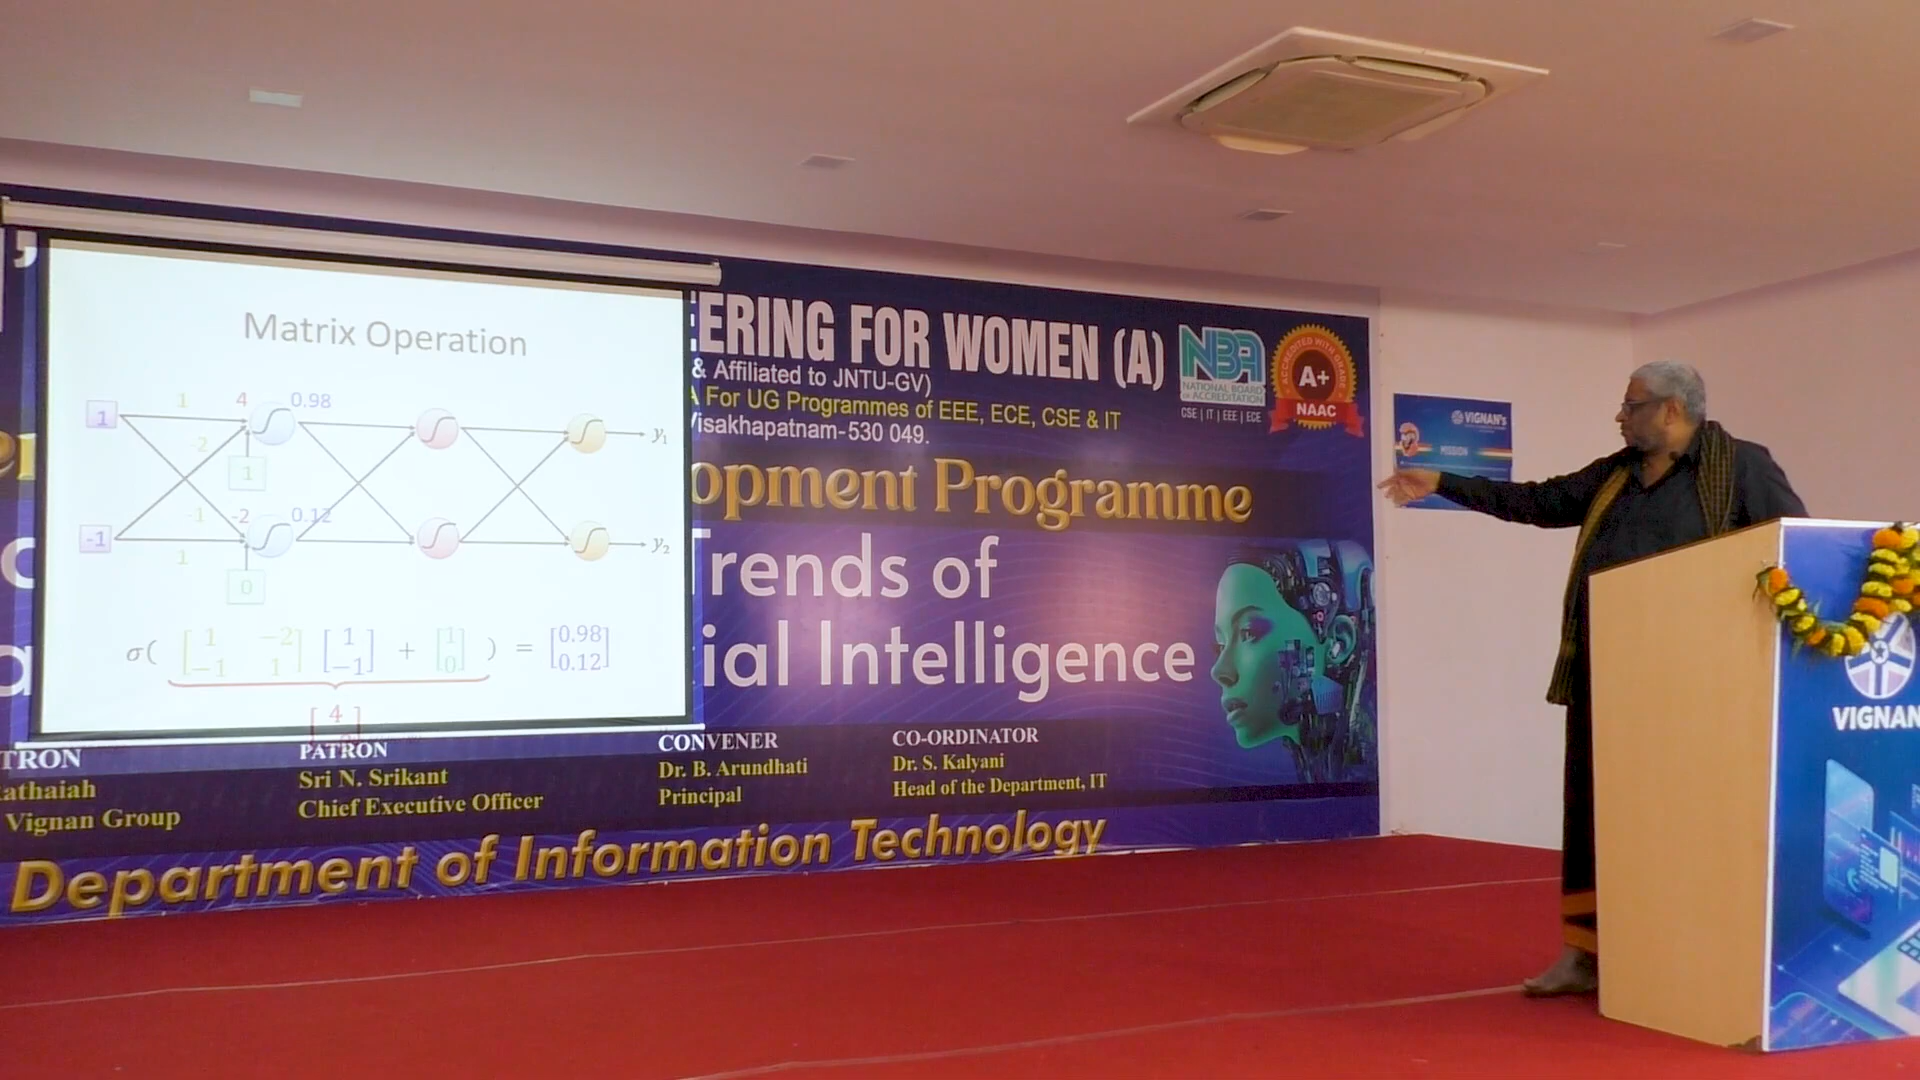 Matrix Operation
1
1
4
0.98
-2
1
y₁
-1
-1
-2
0.12
1
0
y₂
σ( [1 -2] [1] + [1] ) = [0.98]
[-1 1] [-1] [0] [0.12]
[ 4 ]
ERING FOR WOMEN (A)
& Affiliated to JNTU-GV)
A For UG Programmes of EEE, ECE, CSE & IT
Visakhapatnam-530 049.
NBA
NATIONAL BOARD
OF ACCREDITATION
CSE | IT | EEE | ECE
ACCREDITED WITH GRADE
A+
NAAC
opment Programme
Trends of
ial Intelligence
TRON
athaiah
Vignan Group
PATRON
Sri N. Srikant
Chief Executive Officer
CONVENER
Dr. B. Arundhati
Principal
CO-ORDINATOR
Dr. S. Kalyani
Head of the Department, IT
Department of Information Technology
VIGNAN's
MISSION
VIGNAN